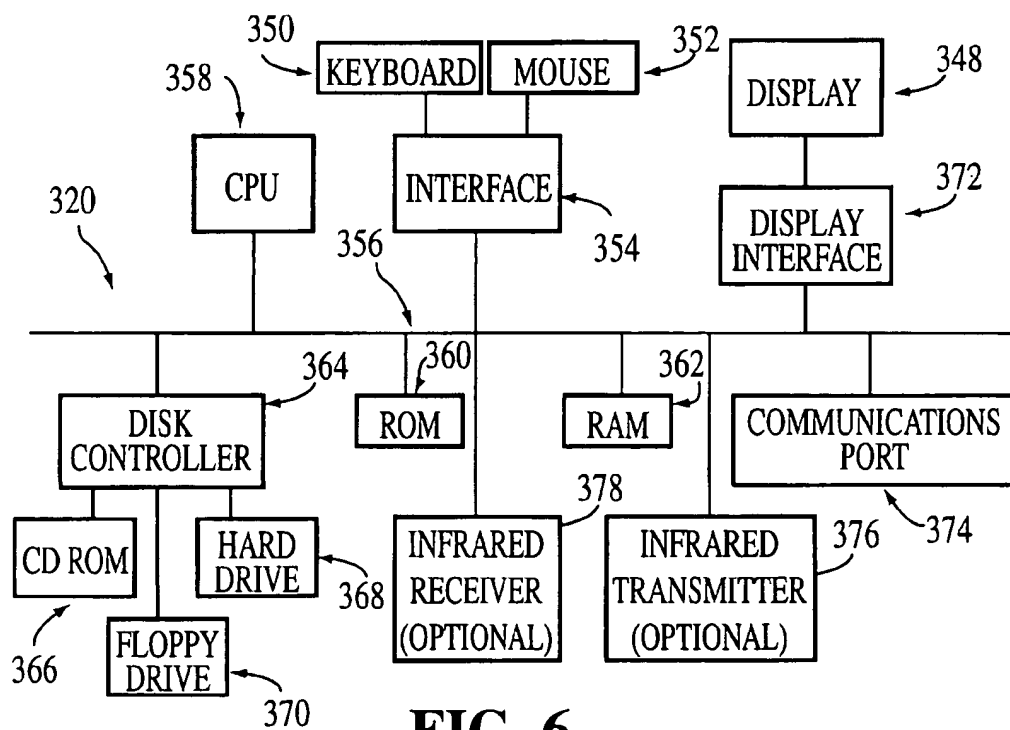 350
KEYBOARD
MOUSE
352
358
CPU
INTERFACE
354
DISPLAY
348
DISPLAY
INTERFACE
372
320
356
364
DISK
CONTROLLER
360
ROM
362
RAM
COMMUNICATIONS
PORT
374
CD ROM
366
HARD
DRIVE
368
FLOPPY
DRIVE
370
378
INFRARED
RECEIVER
(OPTIONAL)
INFRARED
TRANSMITTER
(OPTIONAL)
376
FIG. 6